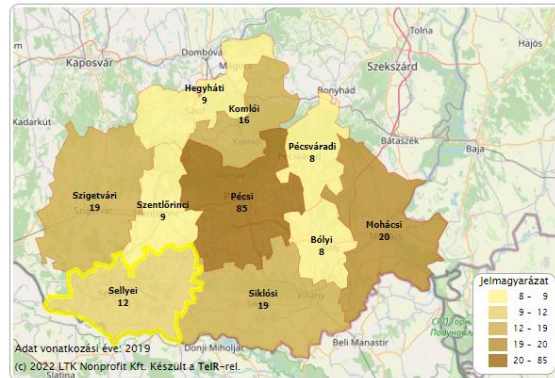 Tolna
Hajós
Dombóvár
Kaposvár
Szekszárd
Hegyháti
9
Bonyhád
Komlói
16
Kadarkút
Bátaszék
Pécsváradi
8
Baja
Szigetvári
19
Szentlőrinci
9
Pécsi
85
Mohácsi
20
Bólyi
8
Sellyei
12
Siklósi
19
Jelmagyarázat
8 - 9
9 - 12
12 - 19
19 - 20
20 - 85
Adat vonatkozási éve: 2019
Donji Miholjac
Beli Manastir
(c) 2022 LTK Nonprofit Kft. Készült a TeIR-rel.
Slatina